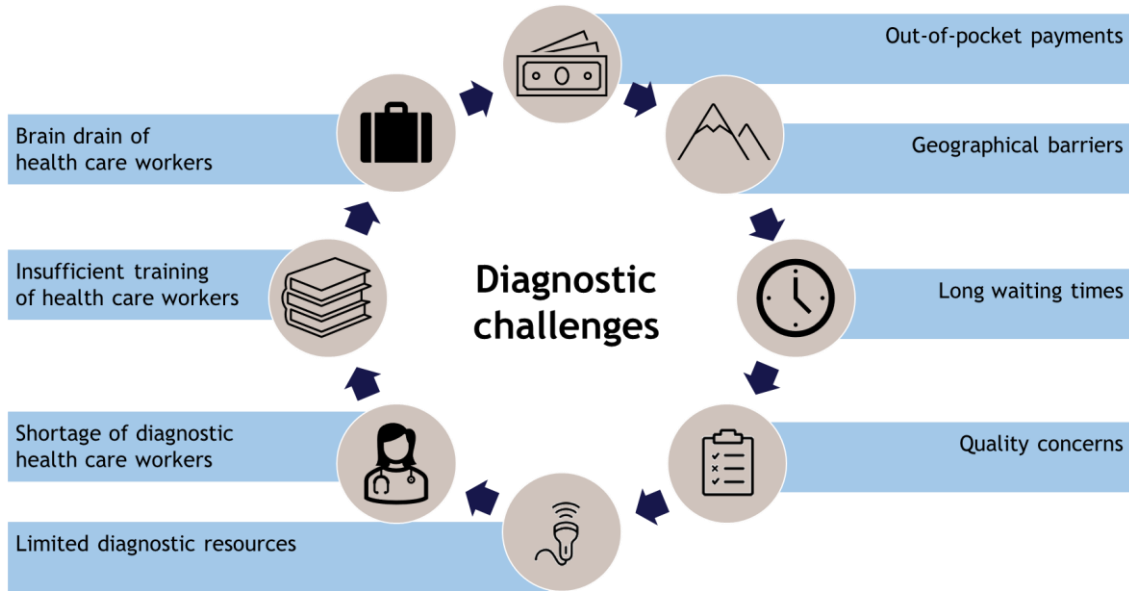 Out-of-pocket payments
Brain drain of
health care workers
Geographical barriers
Insufficient training
of health care workers
Diagnostic
challenges
Long waiting times
Shortage of diagnostic
health care workers
Quality concerns
Limited diagnostic resources